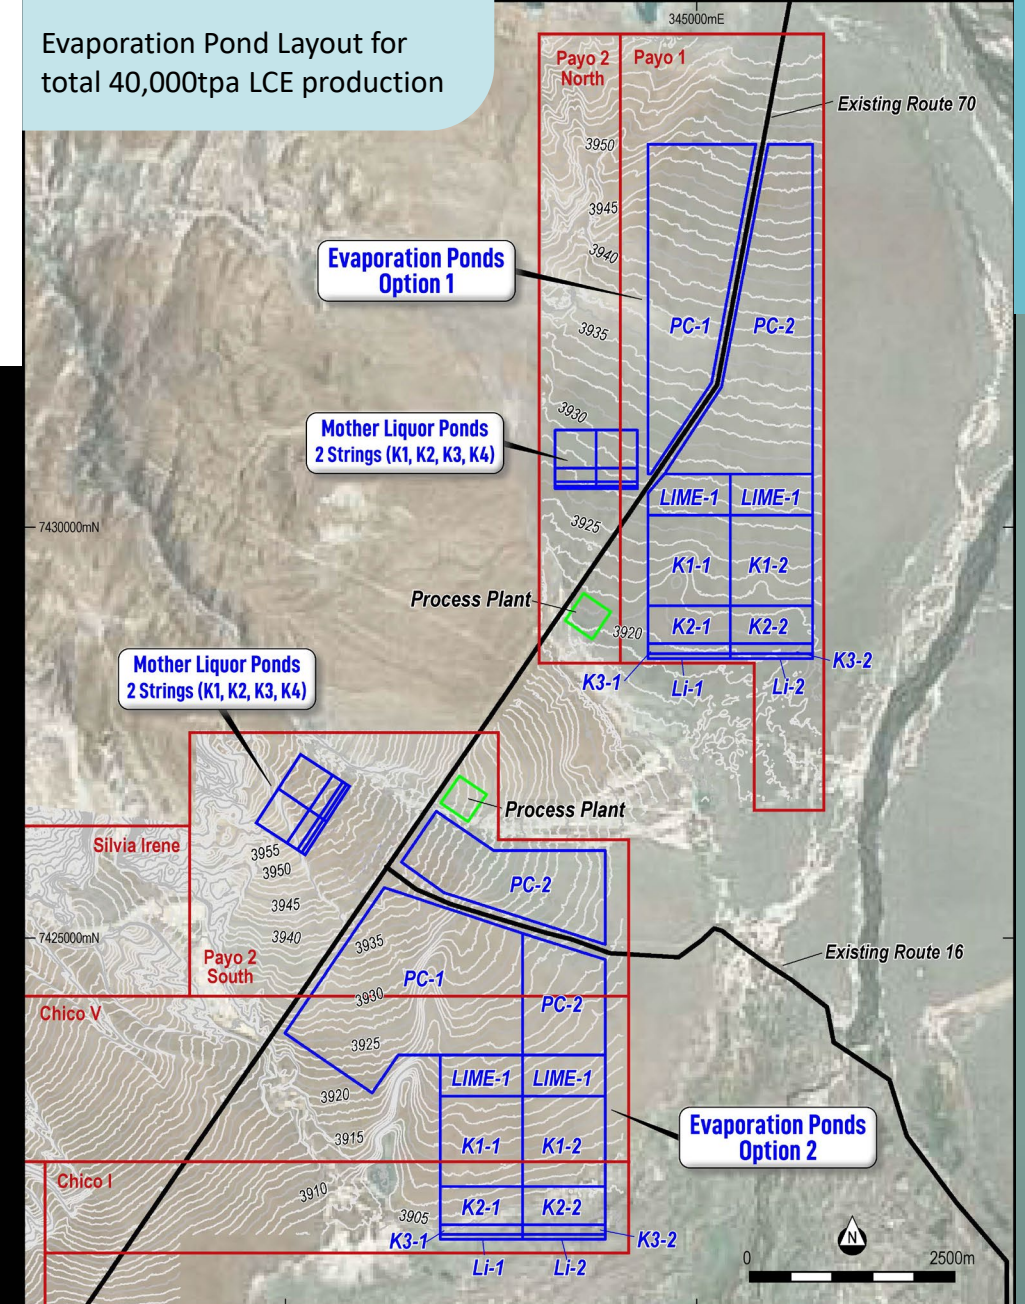 Evaporation Pond Layout for
total 40,000tpa LCE production
345000mE
Payo 2
North
Payo 1
Existing Route 70
3950
3945
3940
Evaporation Ponds
Option 1
3935
PC-1
PC-2
3930
Mother Liquor Ponds
2 Strings (K1, K2, K3, K4)
LIME-1
LIME-1
7430000mN
3925
K1-1
K1-2
Process Plant
3920
K2-1
K2-2
K3-1
K3-2
Li-1
Li-2
Mother Liquor Ponds
2 Strings (K1, K2, K3, K4)
Process Plant
Silvia Irene
3955
3950
3945
3940
PC-2
7425000mN
3935
Payo 2
South
Existing Route 16
PC-1
3930
PC-2
Chico V
3925
LIME-1
LIME-1
3920
3915
K1-1
K1-2
Evaporation Ponds
Option 2
Chico I
3910
K2-1
K2-2
3905
K3-1
K3-2
Li-1
Li-2
N
0
2500m